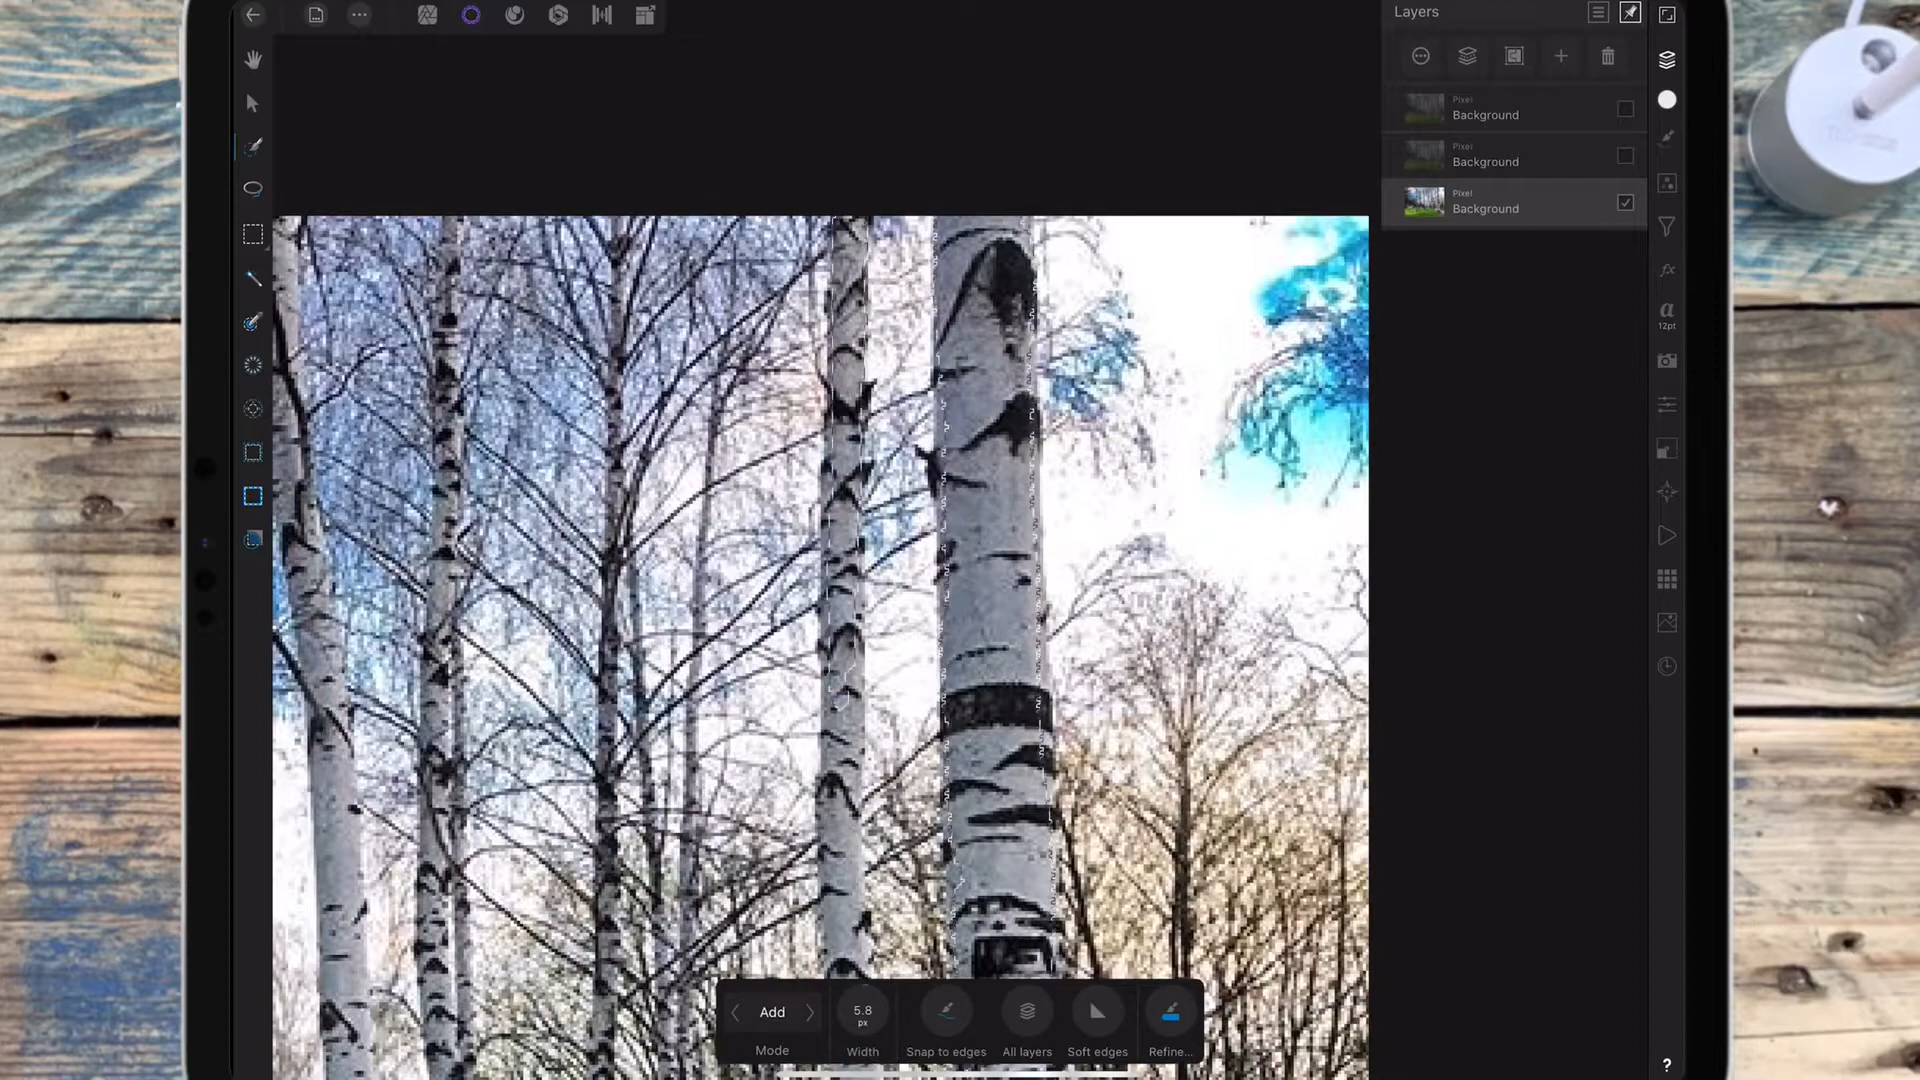 Layers
Pixel
Background
Pixel
Background
Pixel
Background
12pt
Add
5.8
px
Mode
Width
Snap to edges
All layers
Soft edges
Refine...
?